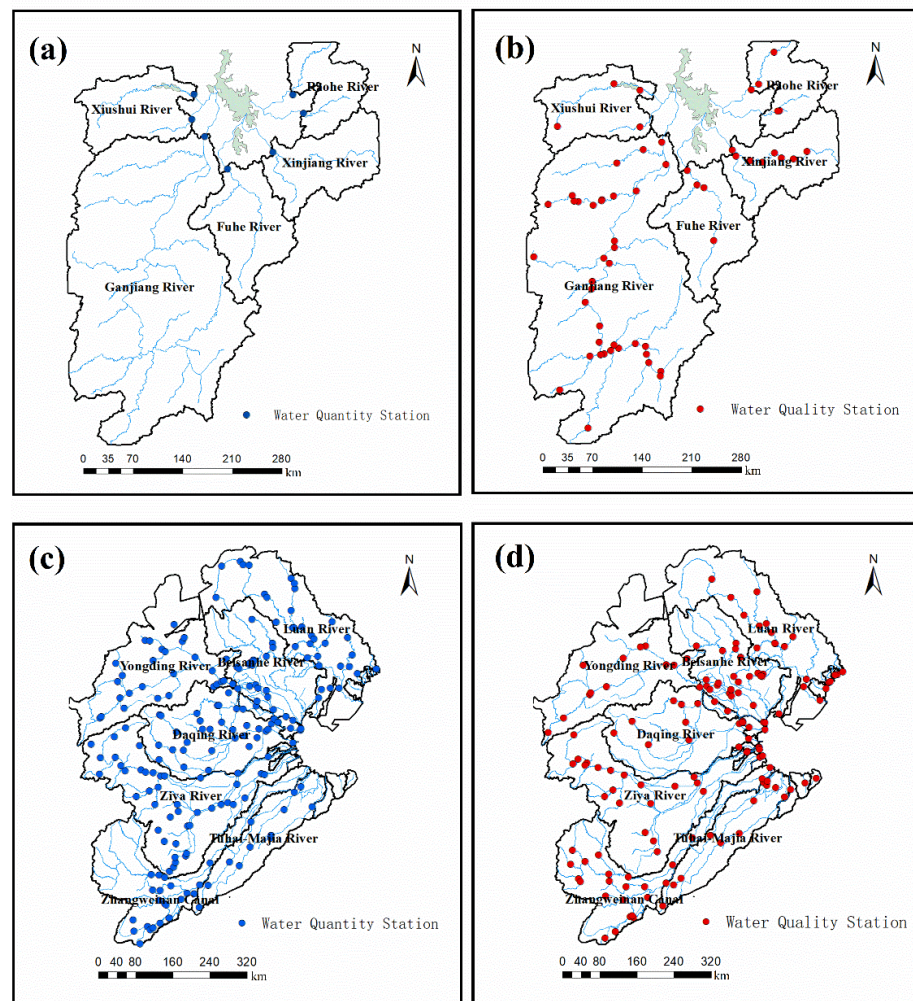 (a)
N
Xiushui River
Raohe River
Xinjiang River
Fuhe River
Ganjiang River
Water Quantity Station
0 35 70 140 210 280
km
(b)
N
Xiushui River
Raohe River
Xinjiang River
Fuhe River
Ganjiang River
Water Quality Station
0 35 70 140 210 280
km
(c)
N
Luan River
Yongding River
Beisanhe River
Daqing River
Ziya River
Tuhai-Majia River
Zhangweinan Canal
Water Quantity Station
0 40 80 160 240 320
km
(d)
N
Luan River
Yongding River
Beisanhe River
Daqing River
Ziya River
Tuhai-Majia River
Zhangweinan Canal
Water Quality Station
0 40 80 160 240 320
km